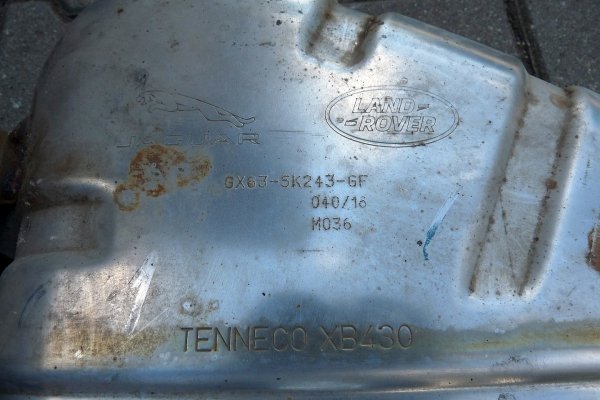 JAGUAR
LAND-
-ROVER
GX63-5K243-GF
040/16
M036
TENNECO XB430